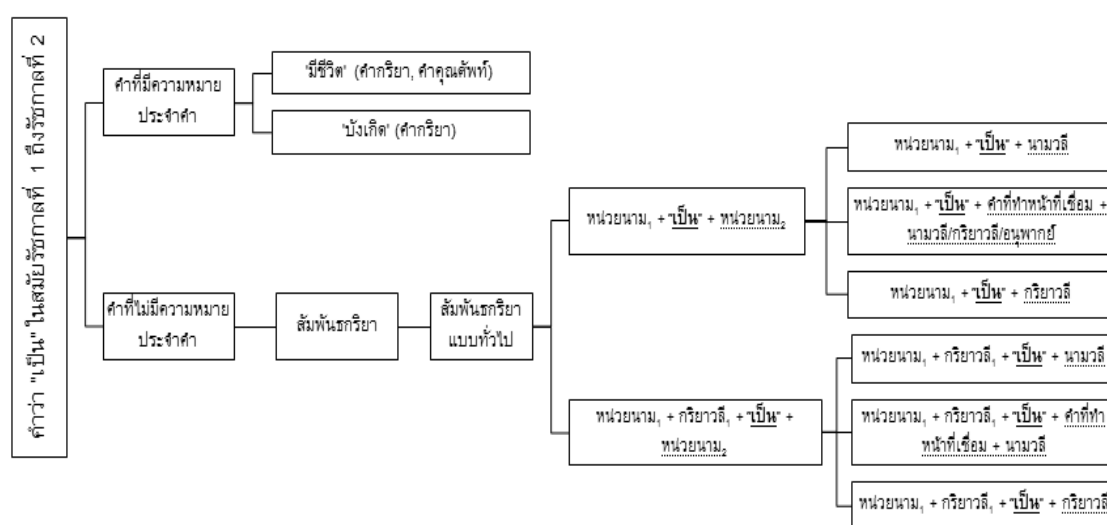 คำว่า "เป็น" ในสมัยรัชกาลที่ 1 ถึงรัชกาลที่ 2
คำที่มีความหมาย
ประจำคำ
'มีชีวิต' (คำกริยา, คำคุณศัพท์)
'บังเกิด' (คำกริยา)
คำที่ไม่มีความหมาย
ประจำคำ
สัมพันธกริยา
สัมพันธกริยา
แบบทั่วไป
หน่วยนาม₁ + "เป็น" + หน่วยนาม₂
หน่วยนาม₁ + "เป็น" + นามวลี
หน่วยนาม₁ + "เป็น" + คำที่ทำหน้าที่เชื่อม +
นามวลี/กริยาวลี/อนุพากย์
หน่วยนาม₁ + "เป็น" + กริยาวลี
หน่วยนาม₁ + กริยาวลี₁ + "เป็น" +
หน่วยนาม₂
หน่วยนาม₁ + กริยาวลี₁ + "เป็น" + นามวลี
หน่วยนาม₁ + กริยาวลี₁ + "เป็น" + คำที่ทำ
หน้าที่เชื่อม + นามวลี
หน่วยนาม₁ + กริยาวลี₁ + "เป็น" + กริยาวลี